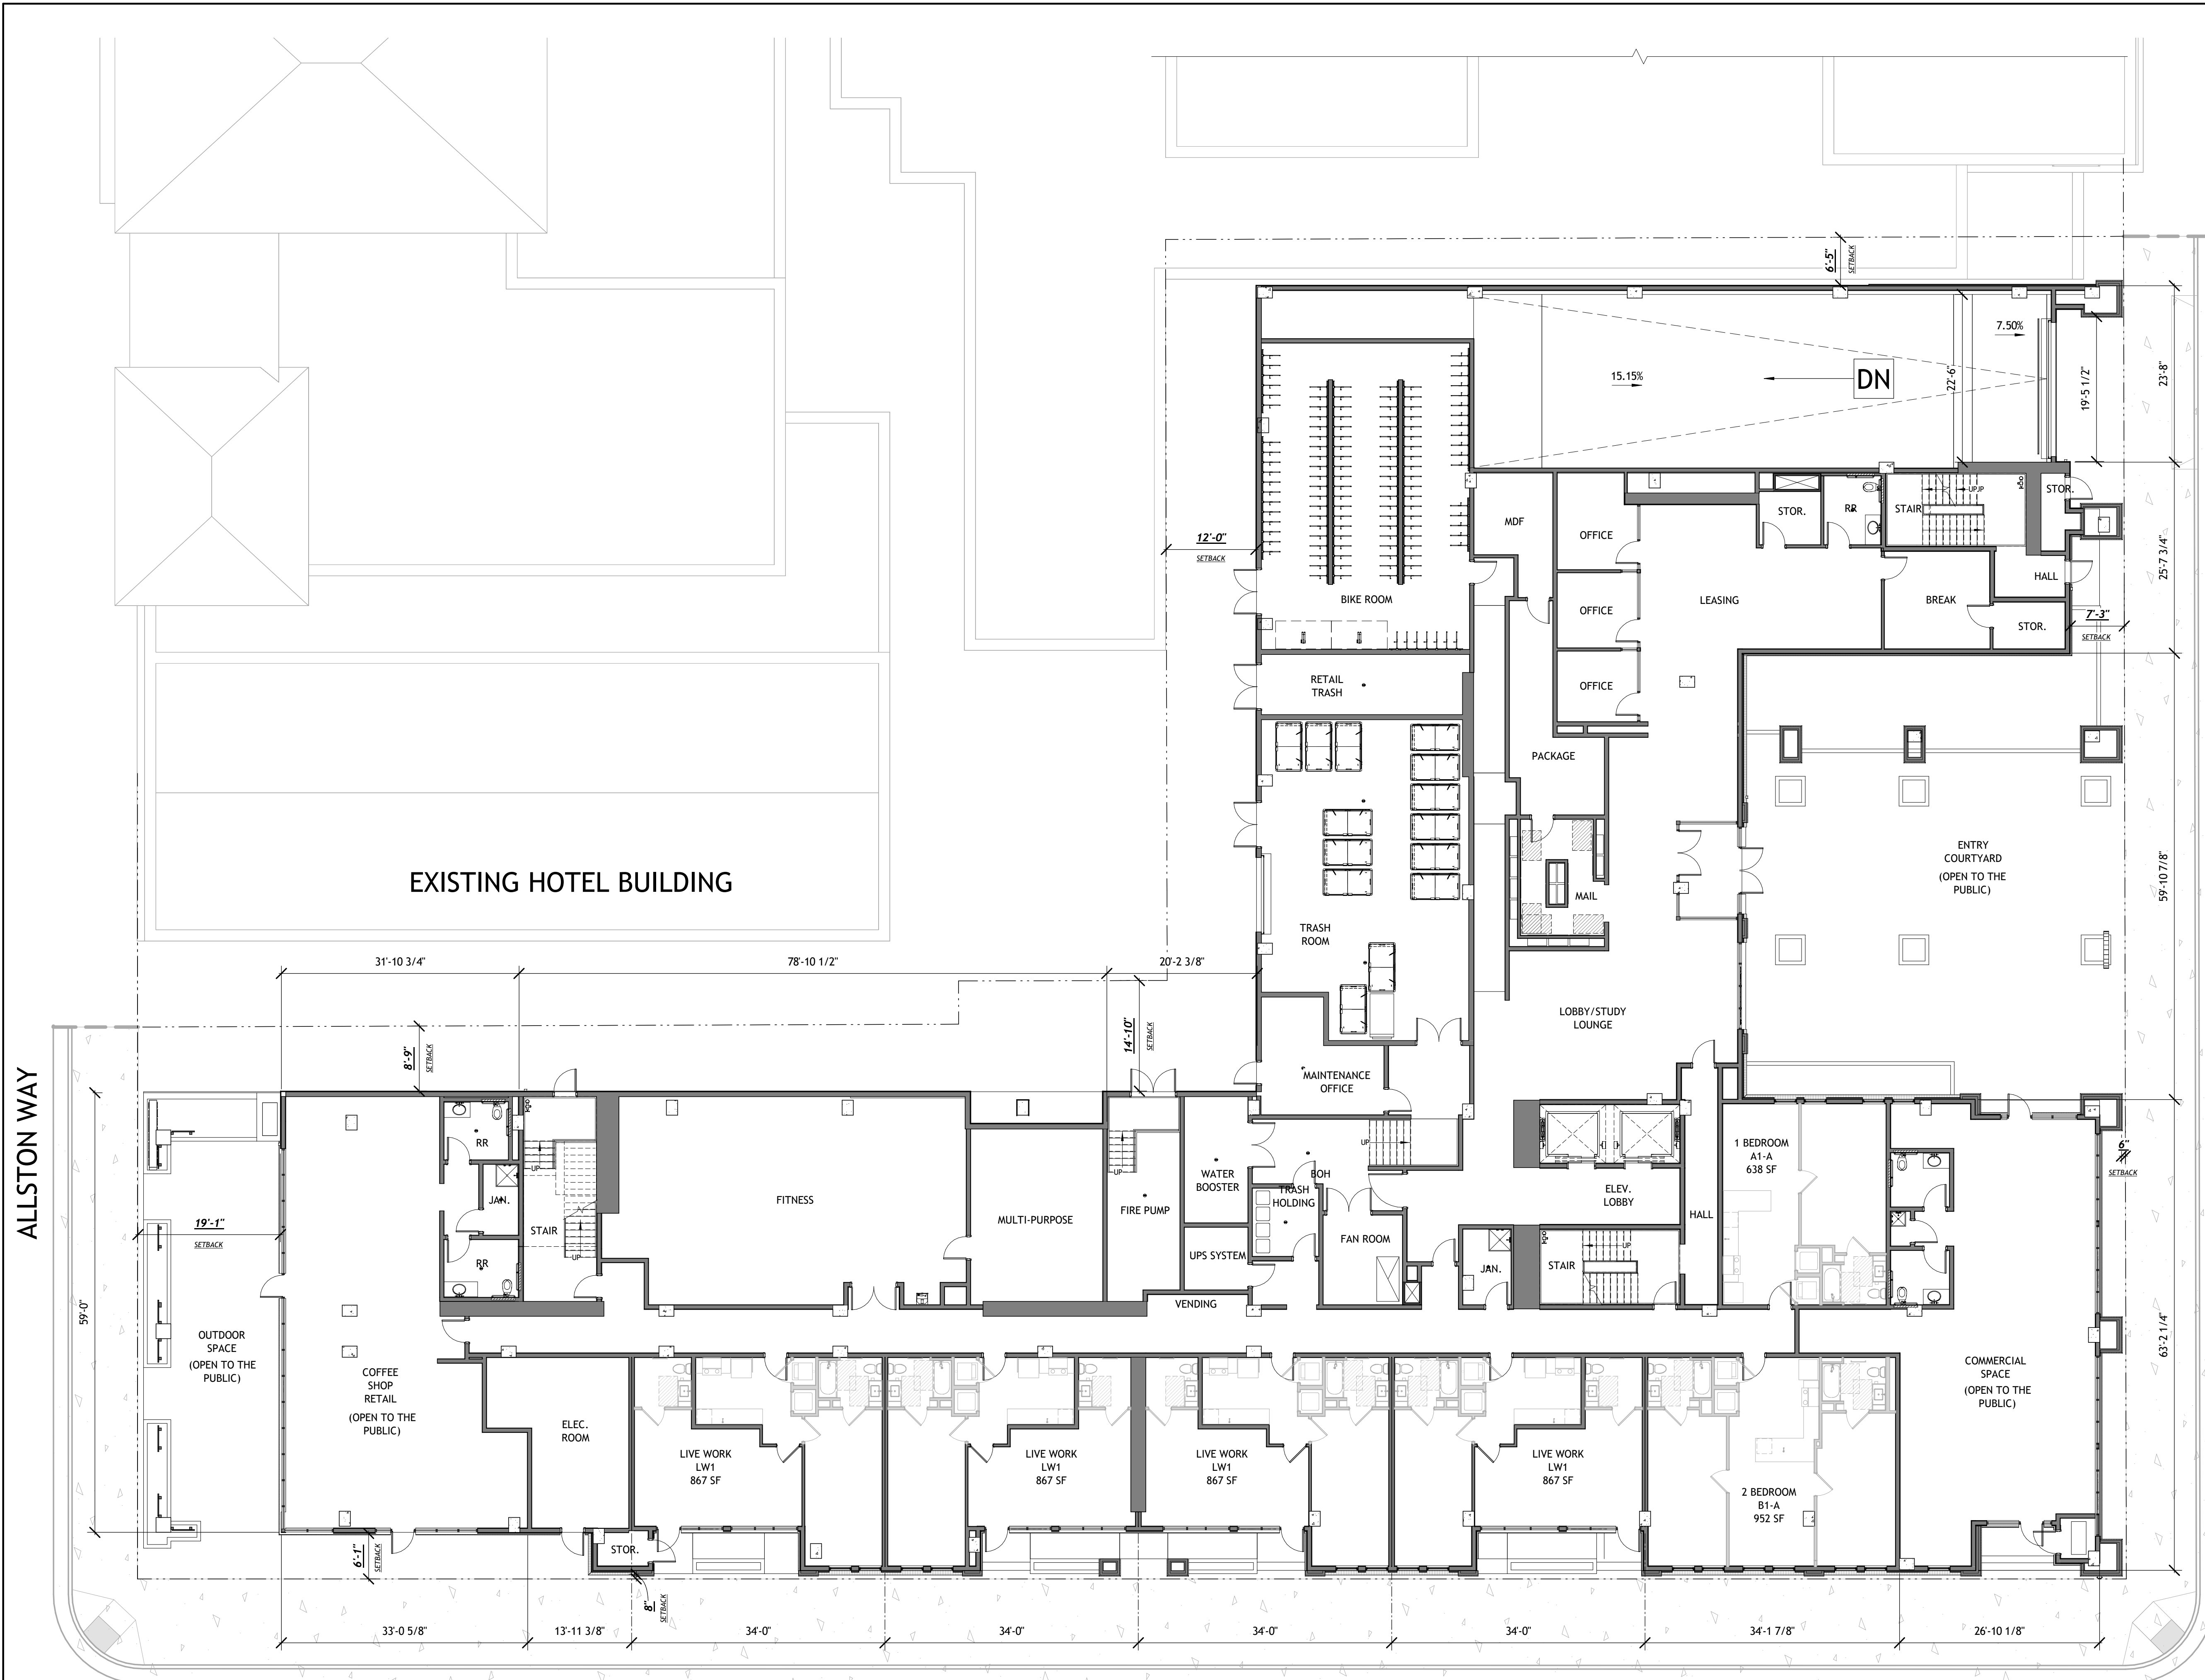 6'-5"
SETBACK
7.50%
15.15%
DN
22'-6"
19'-5 1/2"
23'-8"
STOR.
RR
STAIR
UP
STOR.
MDF
OFFICE
12'-0"
SETBACK
25'-7 3/4"
HALL
BIKE ROOM
OFFICE
LEASING
BREAK
7'-3"
SETBACK
STOR.
RETAIL
TRASH
OFFICE
PACKAGE
ENTRY
COURTYARD
(OPEN TO THE
PUBLIC)
59'-10 7/8"
EXISTING HOTEL BUILDING
MAIL
TRASH
ROOM
31'-10 3/4"
78'-10 1/2"
20'-2 3/8"
LOBBY/STUDY
LOUNGE
8'-9"
SETBACK
14'-10"
SETBACK
MAINTENANCE
OFFICE
ALLSTON WAY
RR
UP
UP
UP
1 BEDROOM
A1-A
638 SF
6"
SETBACK
JAN.
WATER
BOOSTER
BOH
TRASH
HOLDING
ELEV.
LOBBY
FITNESS
MULTI-PURPOSE
FIRE PUMP
HALL
19'-1"
SETBACK
STAIR
UP
RR
UPS SYSTEM
FAN ROOM
JAN.
STAIR
UP
VENDING
59'-0"
OUTDOOR
SPACE
(OPEN TO THE
PUBLIC)
COFFEE
SHOP
RETAIL
(OPEN TO THE
PUBLIC)
COMMERCIAL
SPACE
(OPEN TO THE
PUBLIC)
63'-2 1/4"
ELEC.
ROOM
LIVE WORK
LW1
867 SF
LIVE WORK
LW1
867 SF
LIVE WORK
LW1
867 SF
LIVE WORK
LW1
867 SF
2 BEDROOM
B1-A
952 SF
6'-1"
SETBACK
STOR.
8"
SETBACK
33'-0 5/8"
13'-11 3/8"
34'-0"
34'-0"
34'-0"
34'-0"
34'-1 7/8"
26'-10 1/8"